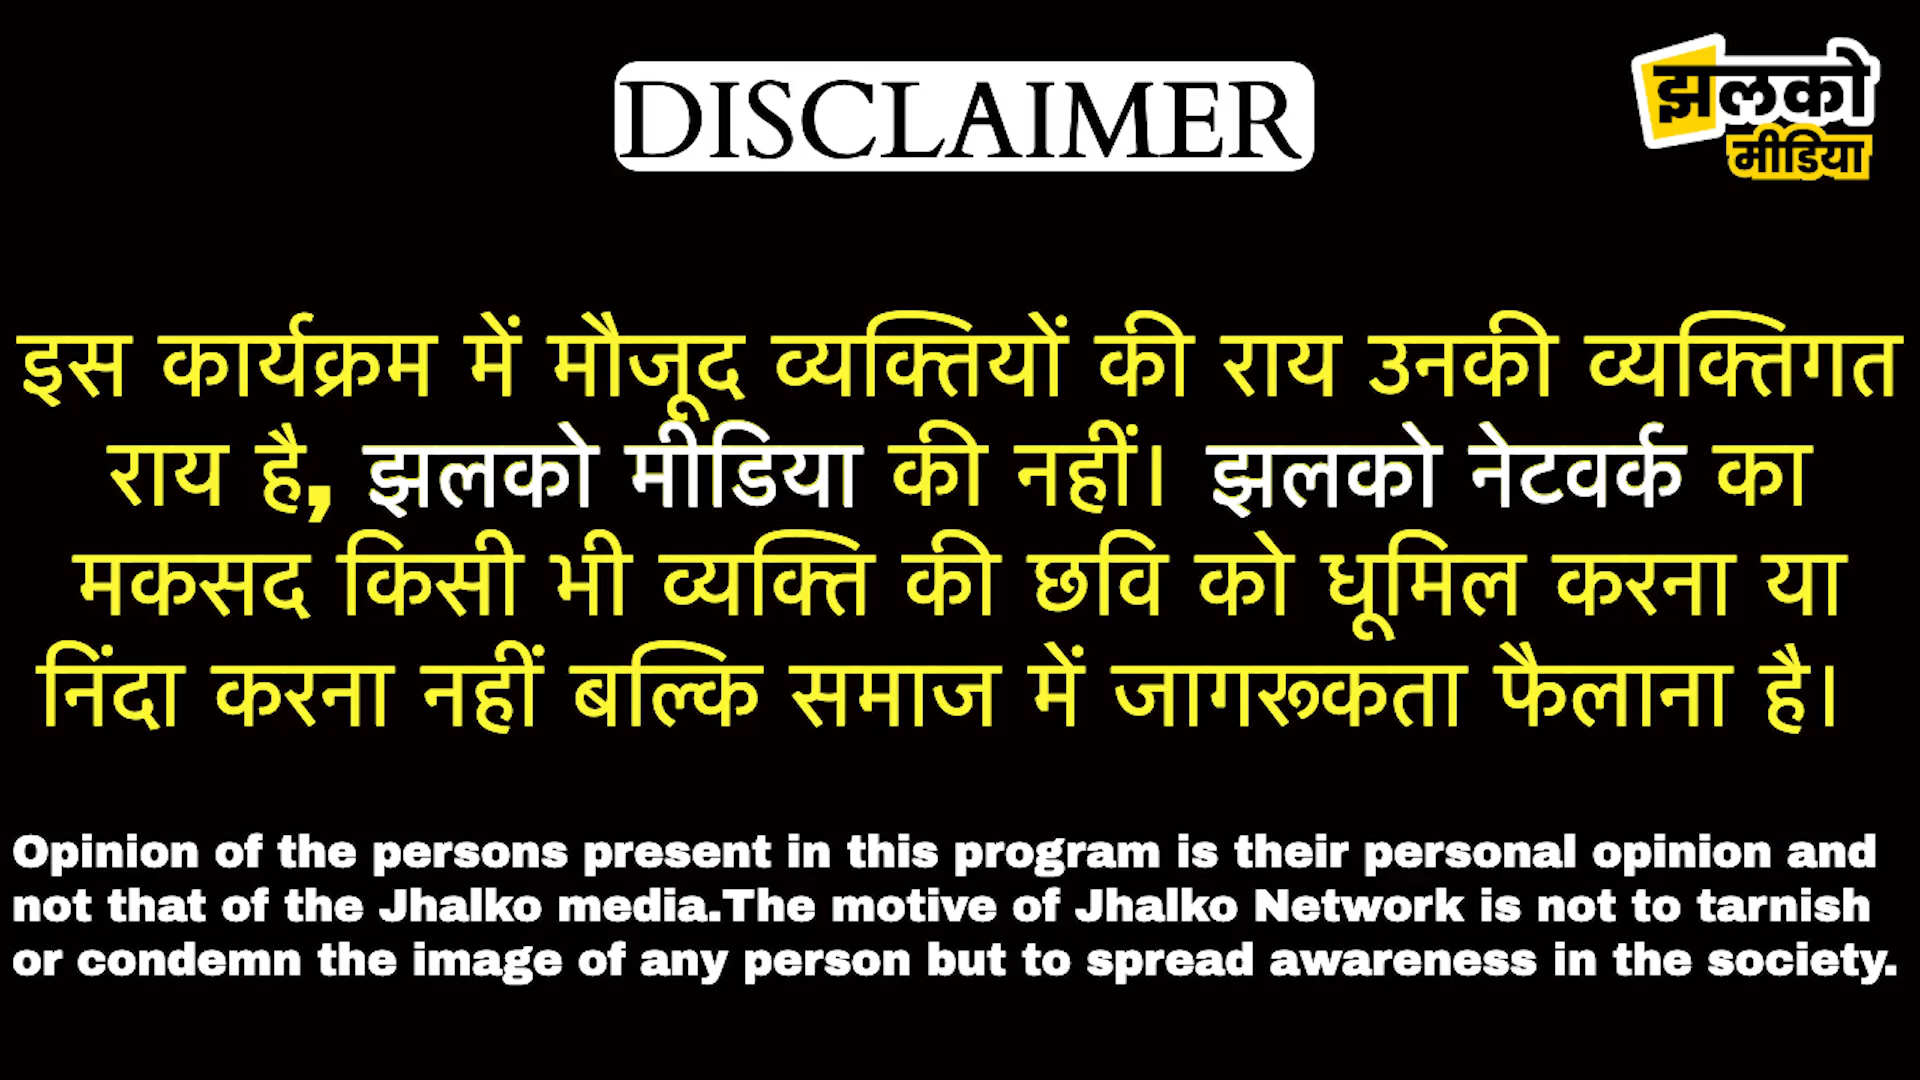 DISCLAIMER
झलको
मीडिया
इस कार्यक्रम में मौजूद व्यक्तियों की राय उनकी व्यक्तिगत
राय है, झलको मीडिया की नहीं। झलको नेटवर्क का
मकसद किसी भी व्यक्ति की छवि को धूमिल करना या
निंदा करना नहीं बल्कि समाज में जागरूकता फैलाना है।
Opinion of the persons present in this program is their personal opinion and
not that of the Jhalko media.The motive of Jhalko Network is not to tarnish
or condemn the image of any person but to spread awareness in the society.